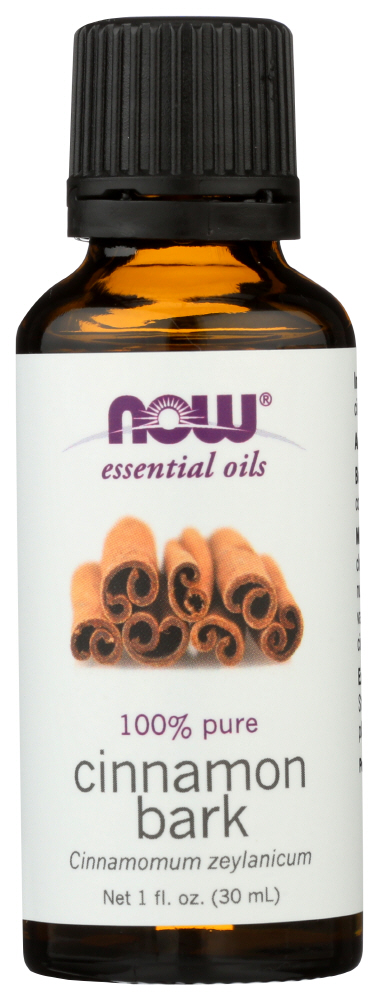 NOW®
essential oils
100% pure
cinnamon
bark
Cinnamomum zeylanicum
Net 1 fl. oz. (30 mL)